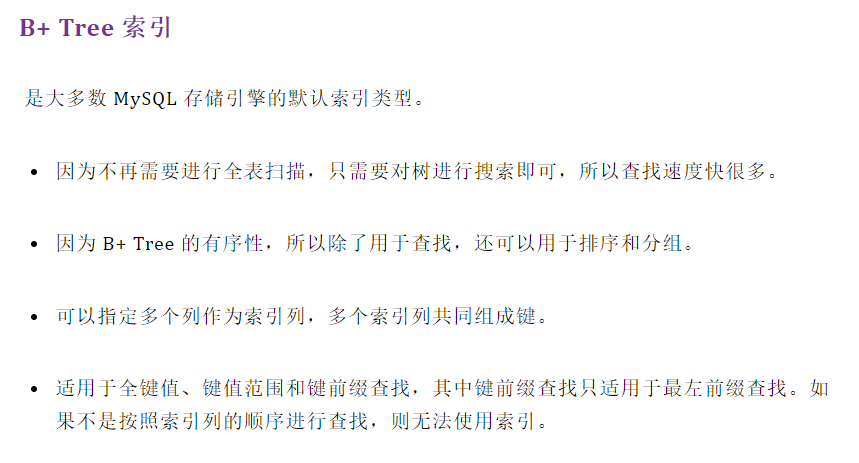 B+ Tree 索引
是大多数 MySQL 存储引擎的默认索引类型。
• 因为不再需要进行全表扫描，只需要对树进行搜索即可，所以查找速度快很多。
• 因为 B+ Tree 的有序性，所以除了用于查找，还可以用于排序和分组。
• 可以指定多个列作为索引列，多个索引列共同组成键。
• 适用于全键值、键值范围和键前缀查找，其中键前缀查找只适用于最左前缀查找。如
果不是按照索引列的顺序进行查找，则无法使用索引。